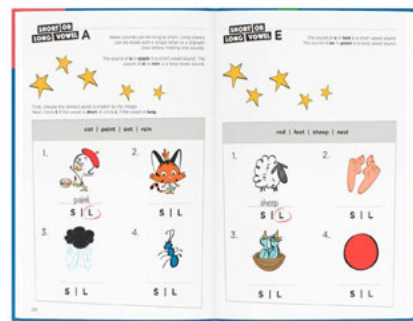 SHORT OR
LONG VOWEL A
Vowel sounds can be long or short. Long vowels
can be made with a single letter or a digraph
(two letters making one sound).
The sound of a in apple is a short vowel sound. The
sound of ai in rain is a long vowel sound.
First, choose the correct word to match to the image.
Next, circle S if the vowel is short or circle L if the vowel is long.
cat | paint | ant | rain
1.
2.
paint
S | L
S | L
3.
4.
S | L
S | L
SHORT OR
LONG VOWEL E
The sound of e in bed is a short vowel sound.
The sound of ee in green is a long vowel sound.
red | feet | sheep | nest
1.
2.
sheep
S | L
S | L
3.
4.
S | L
S | L